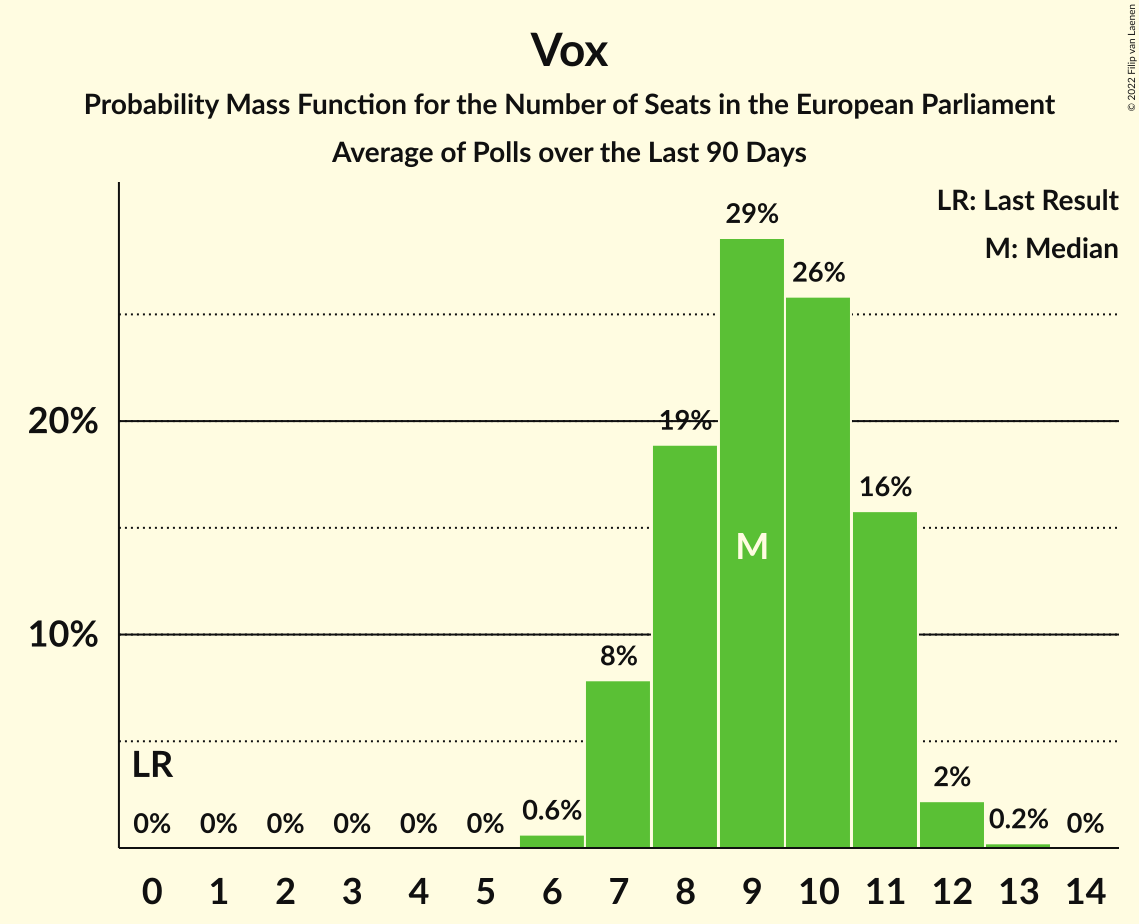 Vox
Probability Mass Function for the Number of Seats in the European Parliament
Average of Polls over the Last 90 Days
© 2022 Filip van Laenen
LR: Last Result
M: Median
29%
26%
20%
19%
16%
M
10%
8%
LR
2%
0% 0% 0% 0% 0% 0% 0.6% 0.2% 0%
0 1 2 3 4 5 6 7 8 9 10 11 12 13 14